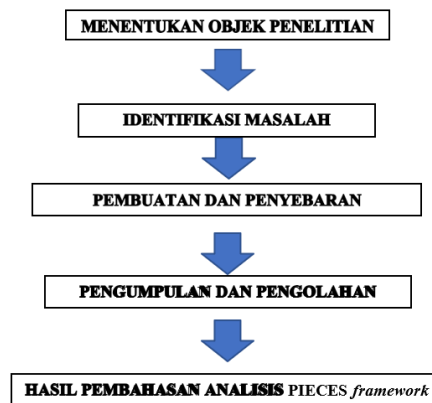 MENENTUKAN OBJEK PENELITIAN
IDENTIFIKASI MASALAH
PEMBUATAN DAN PENYEBARAN
PENGUMPULAN DAN PENGOLAHAN
HASIL PEMBAHASAN ANALISIS PIECES framework